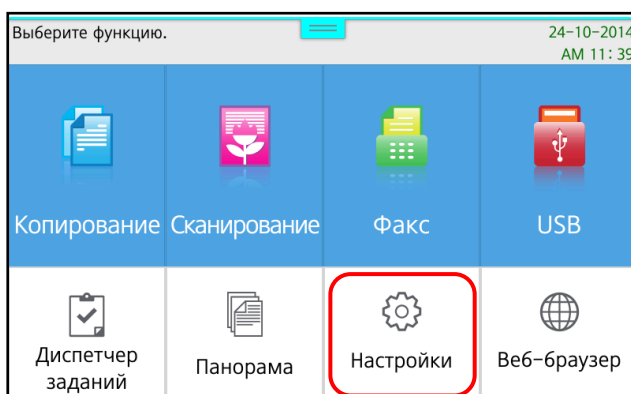 Выберите функцию.
24-10-2014
AM 11:39
Копирование
Сканирование
Факс
USB
Диспетчер
заданий
Панорама
Настройки
Веб-браузер